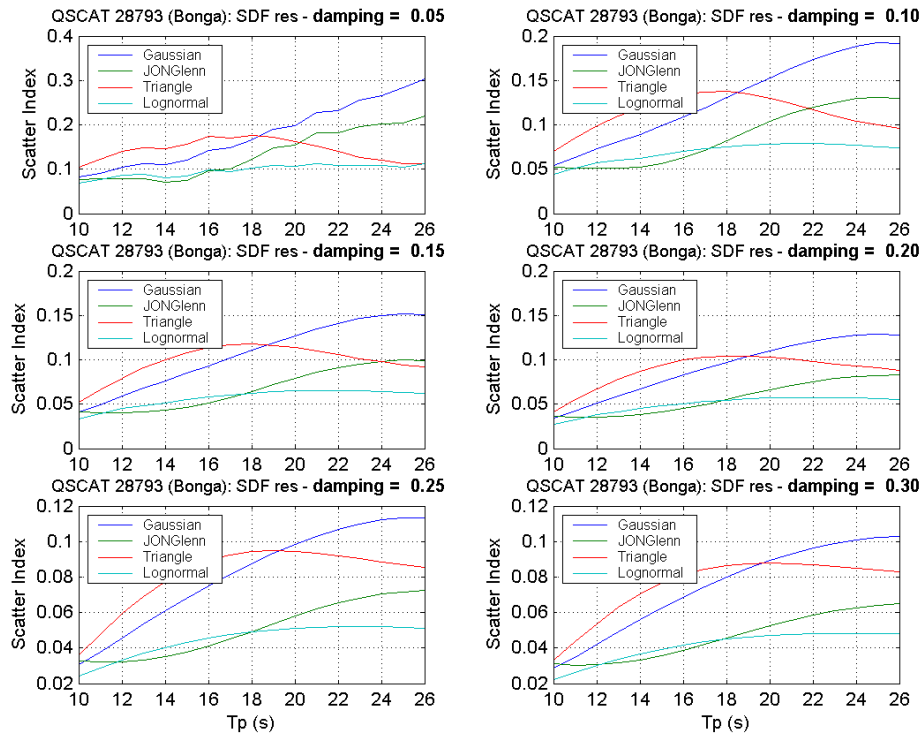 QSCAT 28793 (Bonga): SDF res - damping = 0.05
Scatter Index
0.4
0.3
0.2
0.1
0
Gaussian
JONGlenn
Triangle
Lognormal
10 12 14 16 18 20 22 24 26
QSCAT 28793 (Bonga): SDF res - damping = 0.10
Scatter Index
0.2
0.15
0.1
0.05
0
Gaussian
JONGlenn
Triangle
Lognormal
10 12 14 16 18 20 22 24 26
QSCAT 28793 (Bonga): SDF res - damping = 0.15
Scatter Index
0.2
0.15
0.1
0.05
0
Gaussian
JONGlenn
Triangle
Lognormal
10 12 14 16 18 20 22 24 26
QSCAT 28793 (Bonga): SDF res - damping = 0.20
Scatter Index
0.2
0.15
0.1
0.05
0
Gaussian
JONGlenn
Triangle
Lognormal
10 12 14 16 18 20 22 24 26
QSCAT 28793 (Bonga): SDF res - damping = 0.25
Scatter Index
0.12
0.1
0.08
0.06
0.04
0.02
Gaussian
JONGlenn
Triangle
Lognormal
10 12 14 16 18 20 22 24 26
Tp (s)
QSCAT 28793 (Bonga): SDF res - damping = 0.30
Scatter Index
0.12
0.1
0.08
0.06
0.04
0.02
Gaussian
JONGlenn
Triangle
Lognormal
10 12 14 16 18 20 22 24 26
Tp (s)